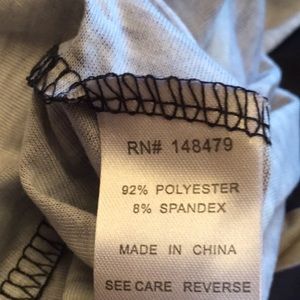 RN# 148479
92% POLYESTER
8% SPANDEX
MADE IN CHINA
SEE CARE REVERSE